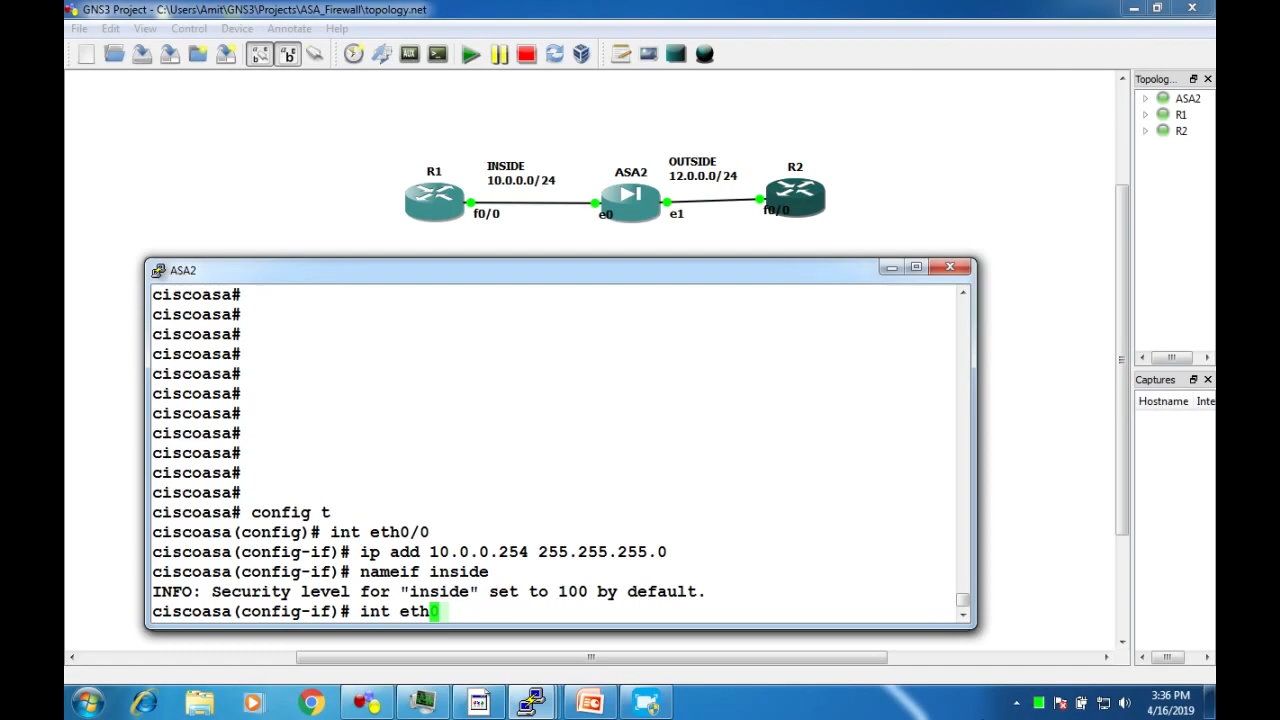 GNS3 Project - C:\Users\Amit\GNS3\Projects\ASA_Firewall\topology.net
File Edit View Control Device Annotate Help
AUX
Topolog...
ASA2
R1
R2
R1
INSIDE
10.0.0.0/24
ASA2
OUTSIDE
12.0.0.0/24
R2
f0/0
e0
e1
f0/0
ASA2
ciscoasa#
ciscoasa#
ciscoasa#
ciscoasa#
ciscoasa#
ciscoasa#
ciscoasa#
ciscoasa#
ciscoasa#
ciscoasa#
ciscoasa#
ciscoasa# config t
ciscoasa(config)# int eth0/0
ciscoasa(config-if)# ip add 10.0.0.254 255.255.255.0
ciscoasa(config-if)# nameif inside
INFO: Security level for "inside" set to 100 by default.
ciscoasa(config-if)# int eth0
Captures
Hostname Inte
3:36 PM
4/16/2019